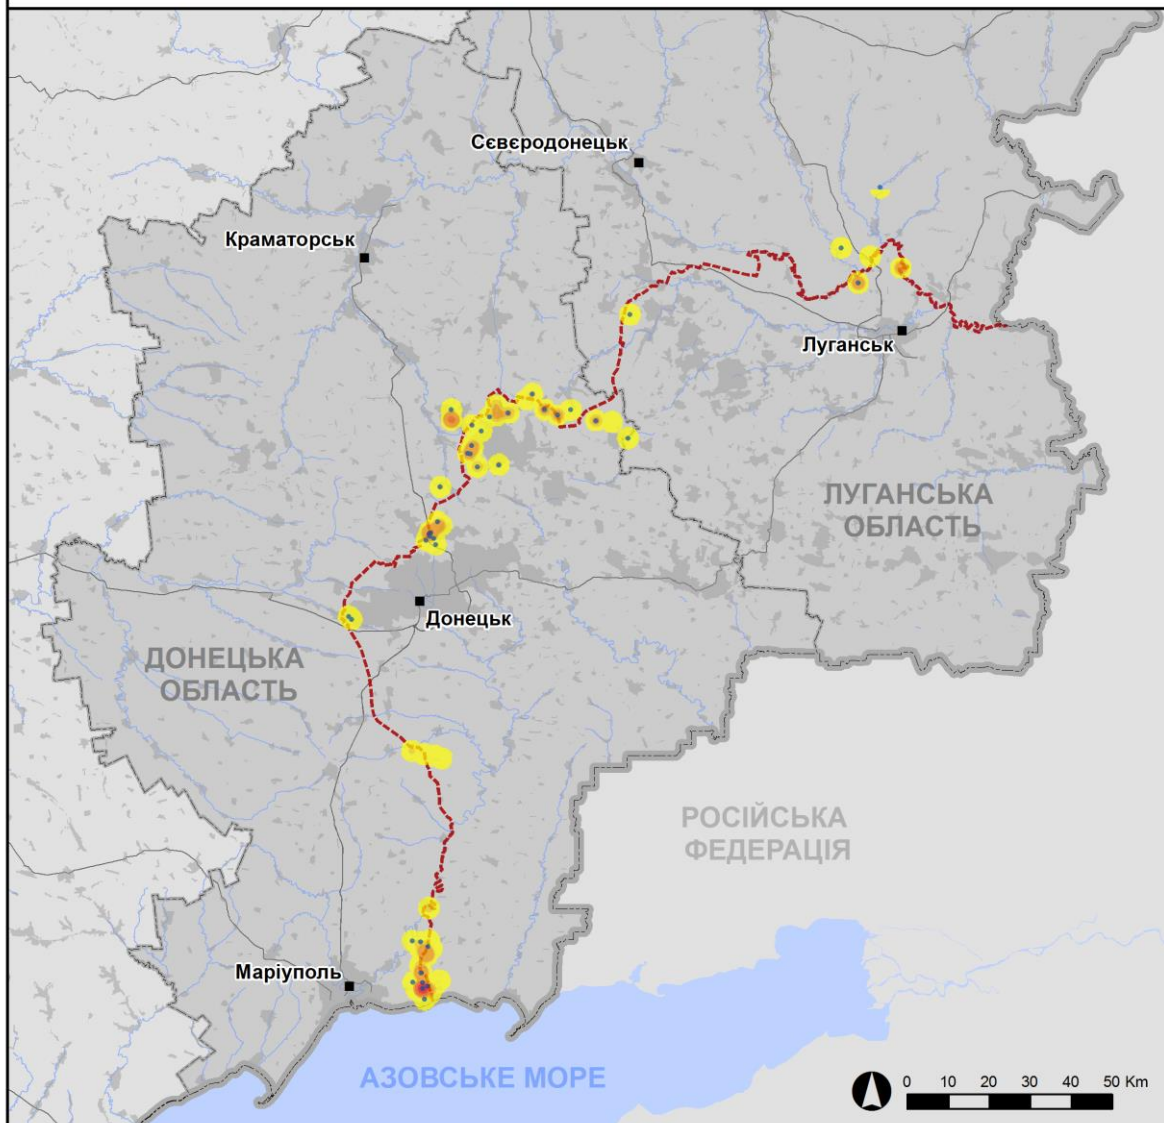 Сєвєродонецьк
Краматорськ
Луганськ
ЛУГАНСЬКА
ОБЛАСТЬ
Донецьк
ДОНЕЦЬКА
ОБЛАСТЬ
РОСІЙСЬКА
ФЕДЕРАЦІЯ
Маріуполь
АЗОВСЬКЕ МОРЕ
0 10 20 30 40 50 Km